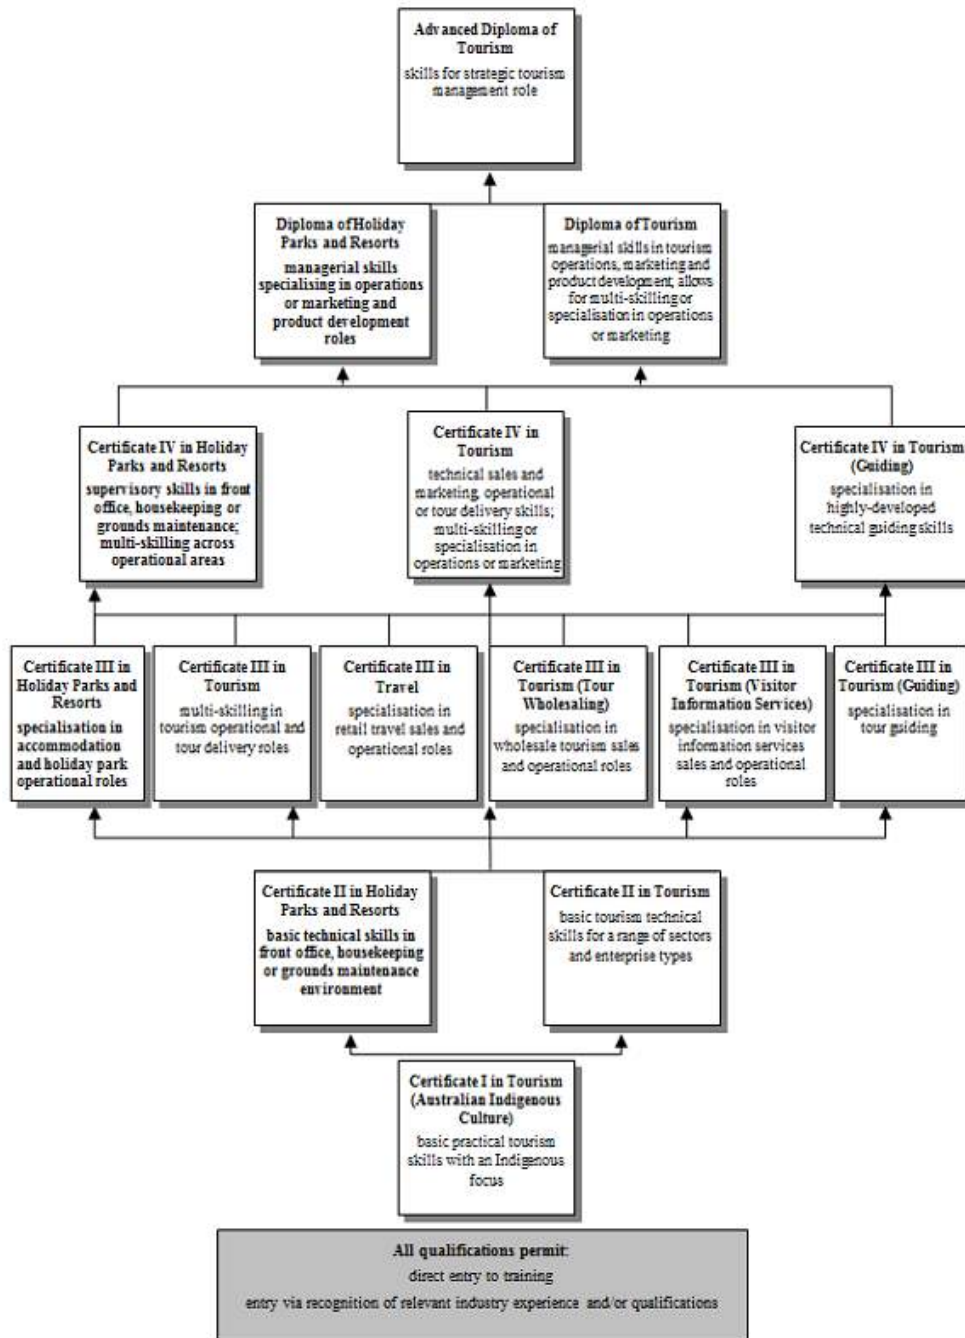 Advanced Diploma of
Tourism
skills for strategic tourism
management role
Diploma of Holiday
Parks and Resorts
managerial skills
specialising in operations
or marketing and
product development
roles
Diploma of Tourism
managerial skills in tourism
operations, marketing and
product development; allows
for multi-skilling or
specialisation in operations
or marketing
Certificate IV in Holiday
Parks and Resorts
supervisory skills in front
office, housekeeping or
grounds maintenance;
multi-skilling across
operational areas
Certificate IV in
Tourism
technical sales and
marketing, operational
or tour delivery skills;
multi-skilling or
specialisation in
operations or marketing
Certificate IV in Tourism
(Guiding)
specialisation in
highly-developed
technical guiding skills
Certificate III in
Holiday Parks and
Resorts
specialisation in
accommodation
and holiday park
operational roles
Certificate III in
Tourism
multi-skilling in
tourism operational and
tour delivery roles
Certificate III in
Travel
specialisation in
retail travel sales and
operational roles
Certificate III in
Tourism (Tour
Wholesaling)
specialisation in
wholesale tourism sales
and operational roles
Certificate III in
Tourism (Visitor
Information Services)
specialisation in visitor
information services
sales and operational
roles
Certificate III in
Tourism (Guiding)
specialisation in
tour guiding
Certificate II in Holiday
Parks and Resorts
basic technical skills in
front office, housekeeping
or grounds maintenance
environment
Certificate II in Tourism
basic tourism technical
skills for a range of sectors
and enterprise types
Certificate I in Tourism
(Australian Indigenous
Culture)
basic practical tourism
skills with an Indigenous
focus
All qualifications permit:
direct entry to training
entry via recognition of relevant industry experience and/or qualifications